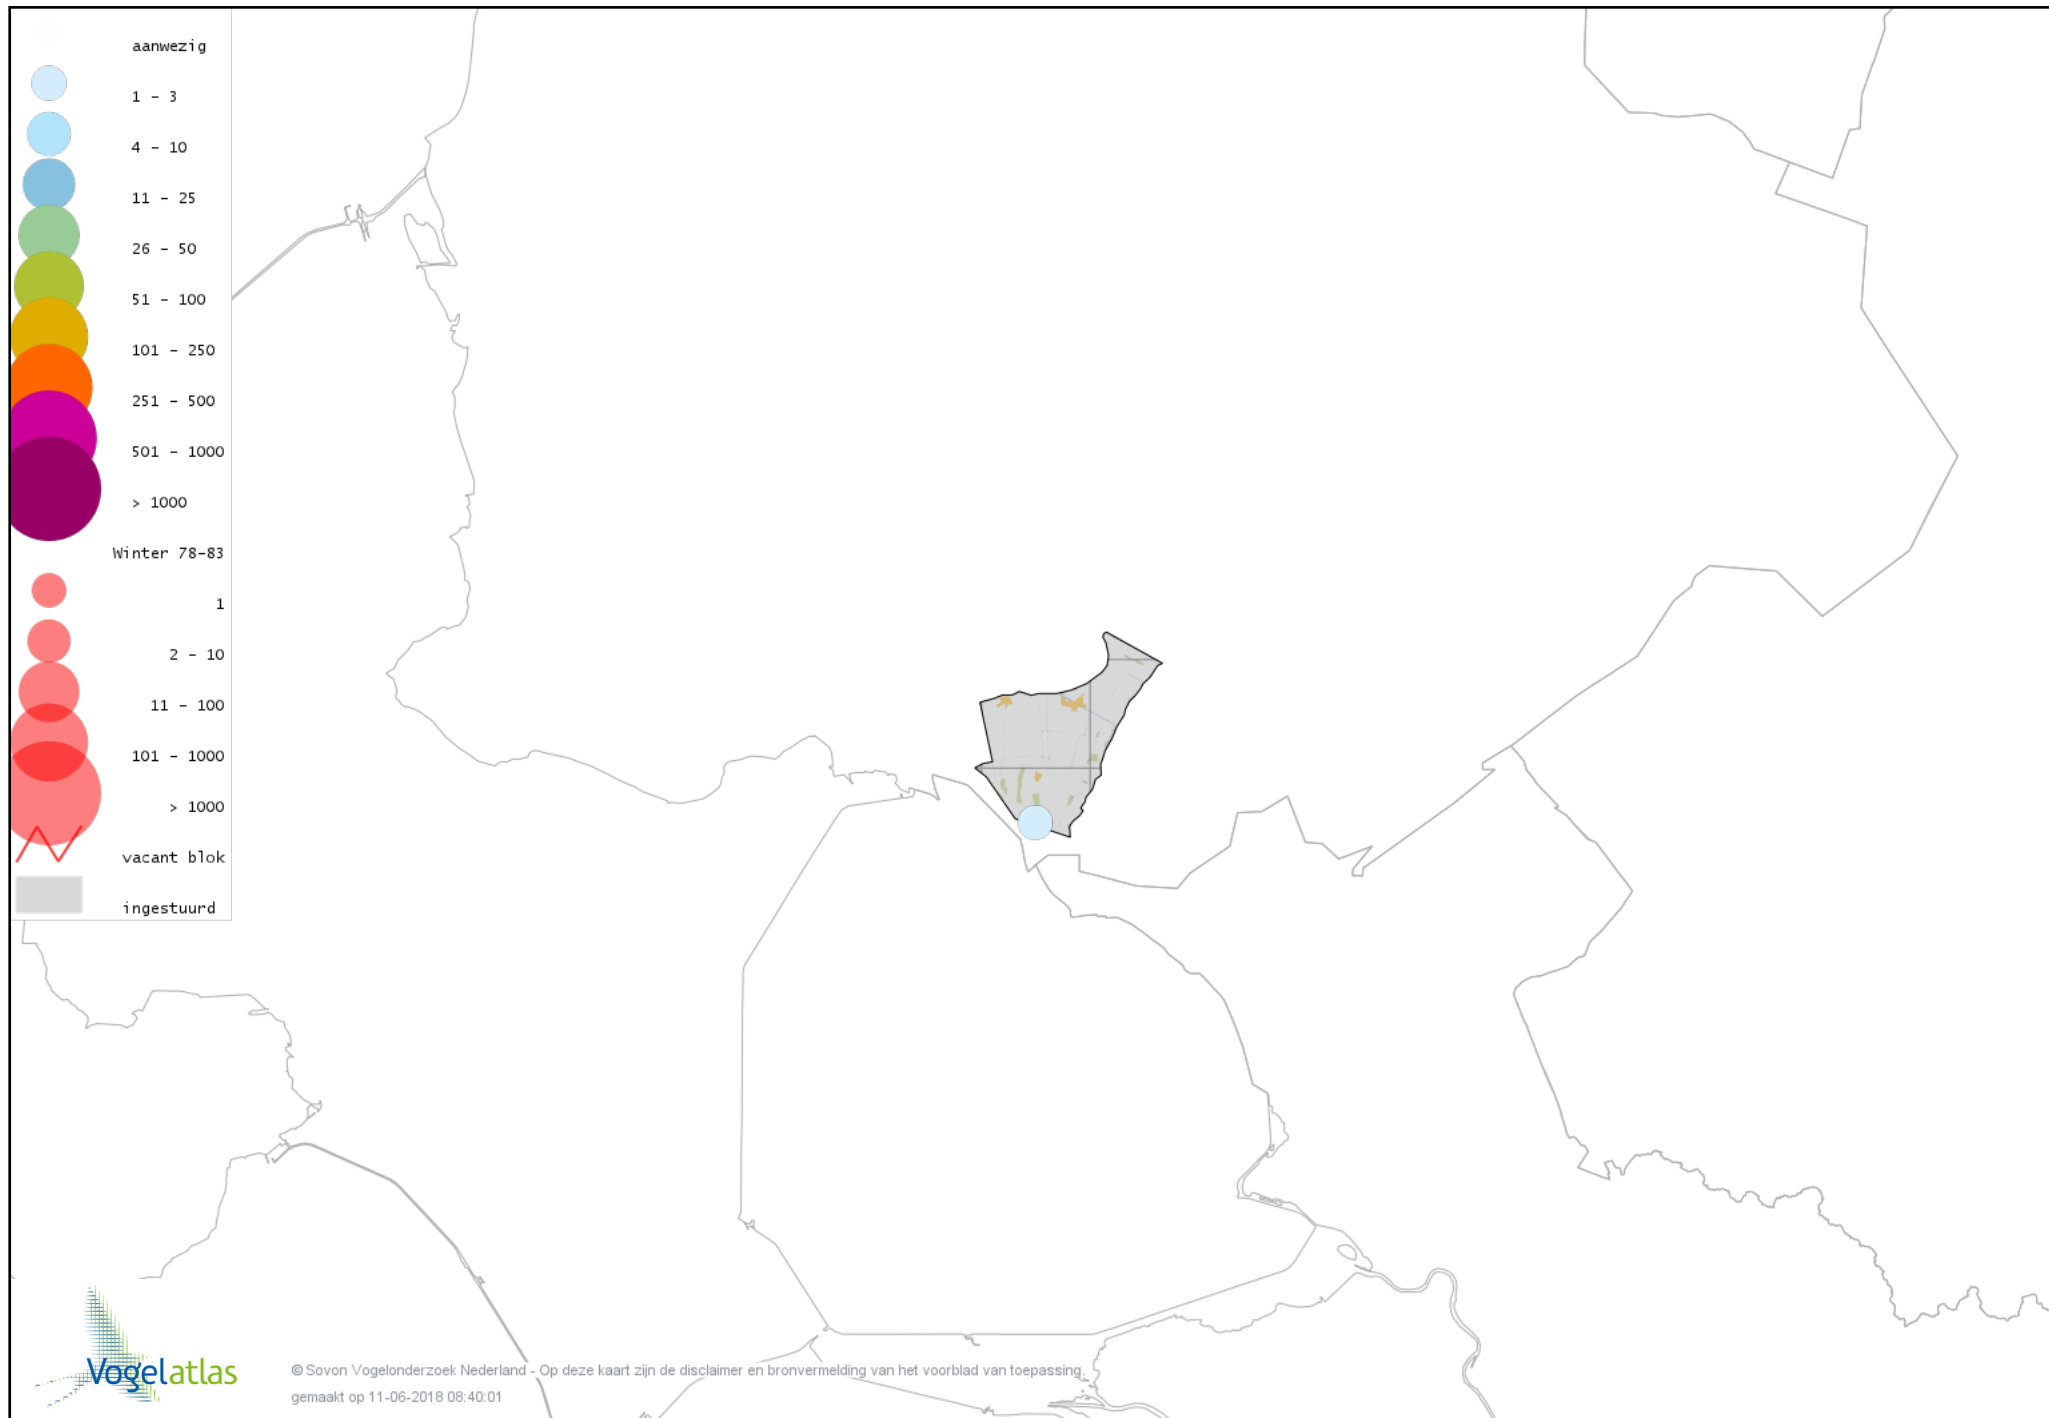 aanwezig
1 - 3
4 - 10
11 - 25
26 - 50
51 - 100
101 - 250
251 - 500
501 - 1000
> 1000
Winter 78-83
1
2 - 10
11 - 100
101 - 1000
> 1000
vacant blok
ingestuurd
Vogelatlas
© Sovon Vogelonderzoek Nederland - Op deze kaart zijn de disclaimer en bronvermelding van het voorblad van toepassing.
gemaakt op 11-06-2018 08:40:01